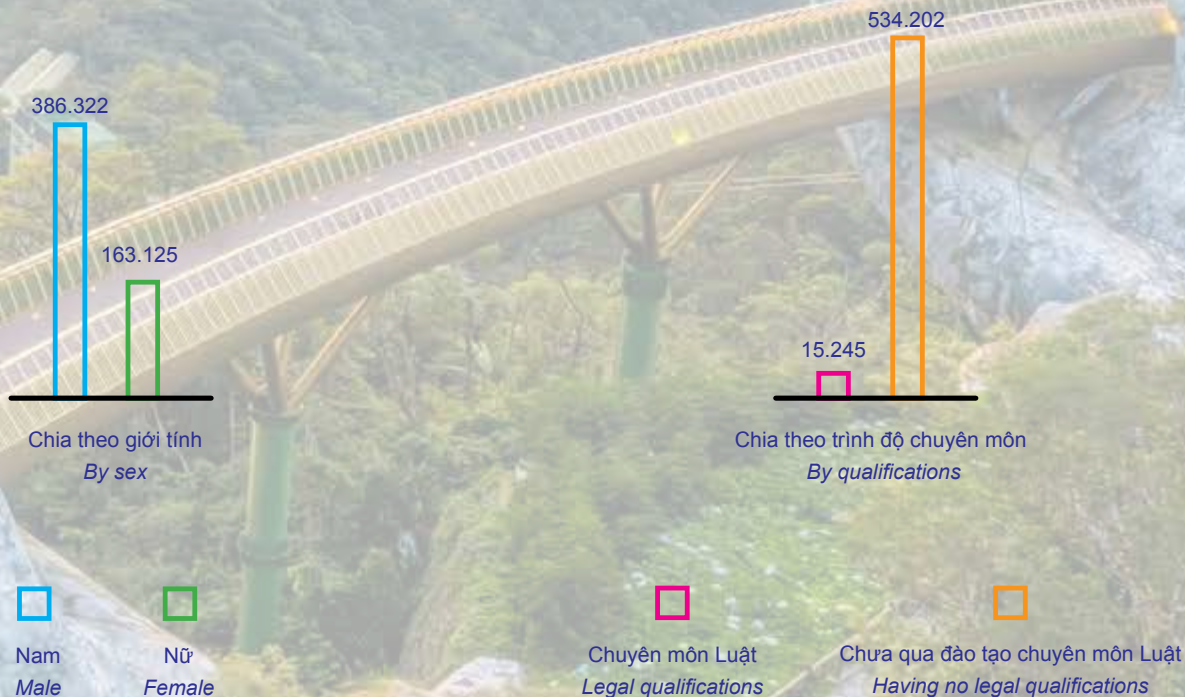 534.202
386.322
163.125
15.245
Chia theo giới tính
By sex
Chia theo trình độ chuyên môn
By qualifications
Nam
Male
Nữ
Female
Chuyên môn Luật
Legal qualifications
Chưa qua đào tạo chuyên môn Luật
Having no legal qualifications